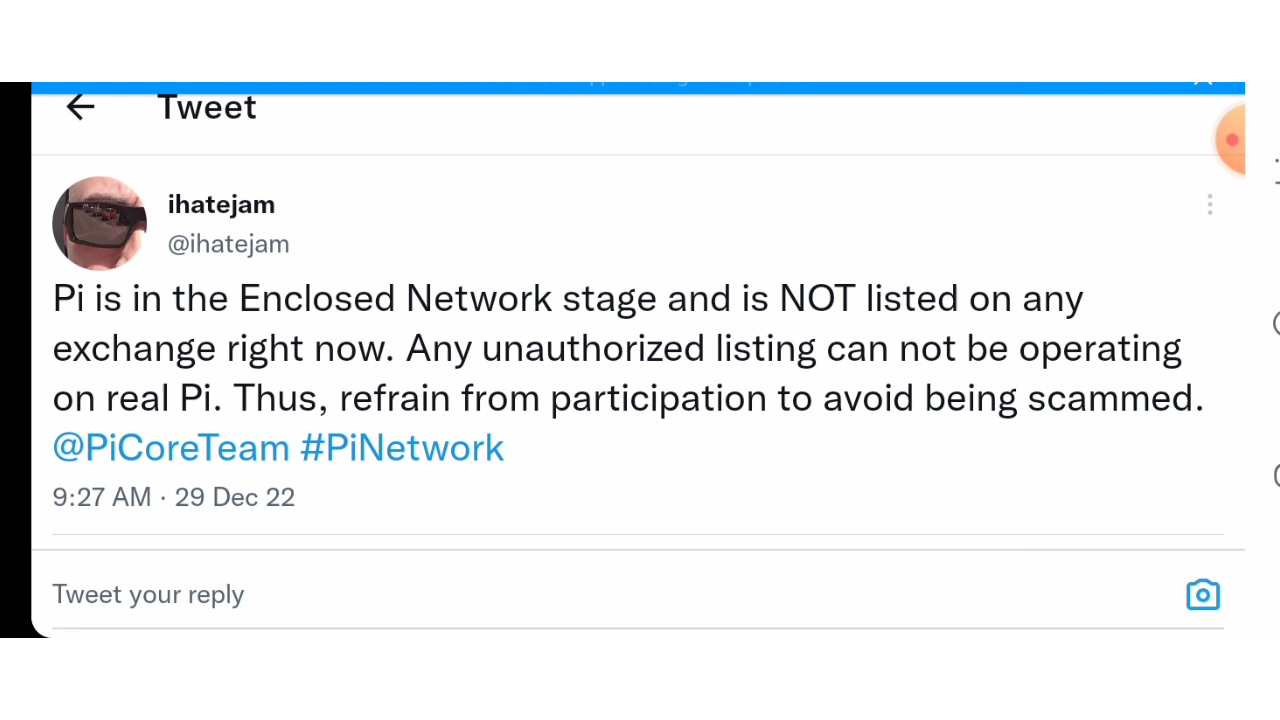 Tweet
ihatejam
@ihatejam
Pi is in the Enclosed Network stage and is NOT listed on any
exchange right now. Any unauthorized listing can not be operating
on real Pi. Thus, refrain from participation to avoid being scammed.
@PiCoreTeam #PiNetwork
9:27 AM · 29 Dec 22
Tweet your reply